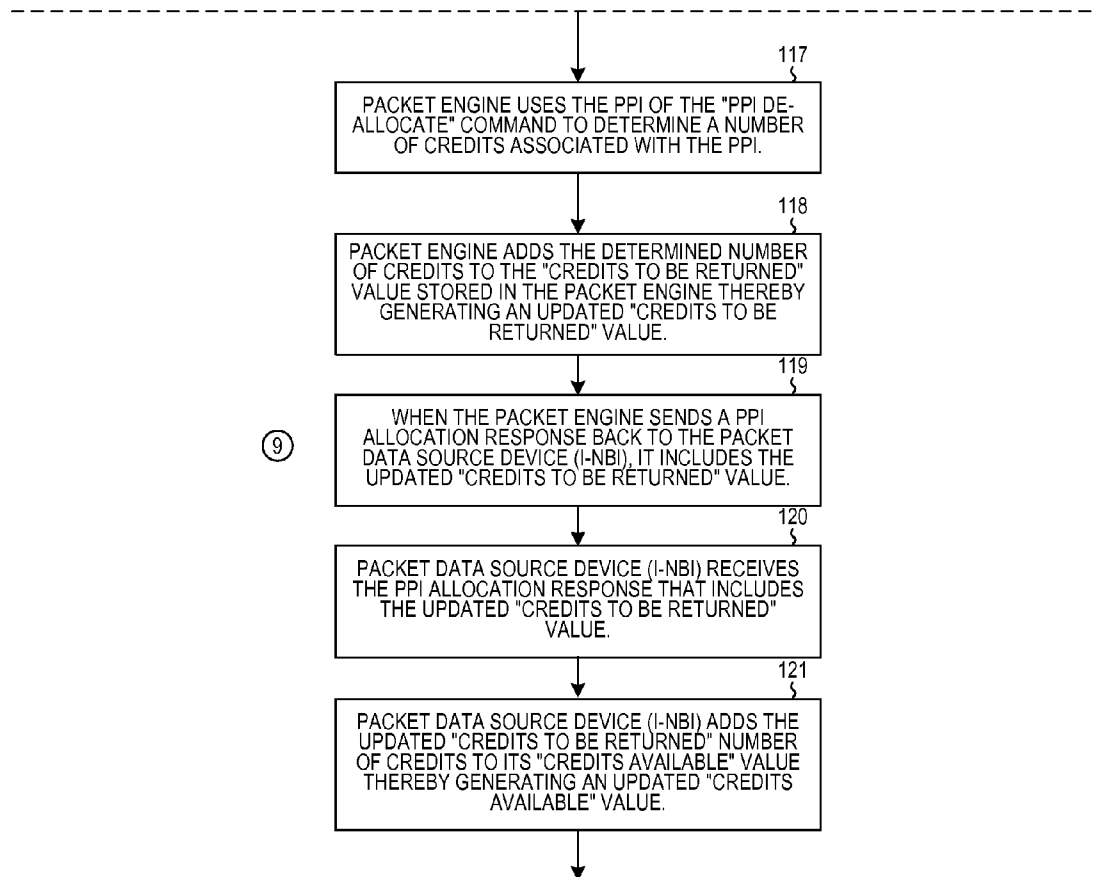 117
PACKET ENGINE USES THE PPI OF THE "PPI DE-
ALLOCATE" COMMAND TO DETERMINE A NUMBER
OF CREDITS ASSOCIATED WITH THE PPI.
118
PACKET ENGINE ADDS THE DETERMINED NUMBER
OF CREDITS TO THE "CREDITS TO BE RETURNED"
VALUE STORED IN THE PACKET ENGINE THEREBY
GENERATING AN UPDATED "CREDITS TO BE
RETURNED" VALUE.
119
9
WHEN THE PACKET ENGINE SENDS A PPI
ALLOCATION RESPONSE BACK TO THE PACKET
DATA SOURCE DEVICE (I-NBI), IT INCLUDES THE
UPDATED "CREDITS TO BE RETURNED" VALUE.
120
PACKET DATA SOURCE DEVICE (I-NBI) RECEIVES
THE PPI ALLOCATION RESPONSE THAT INCLUDES
THE UPDATED "CREDITS TO BE RETURNED"
VALUE.
121
PACKET DATA SOURCE DEVICE (I-NBI) ADDS THE
UPDATED "CREDITS TO BE RETURNED" NUMBER
OF CREDITS TO ITS "CREDITS AVAILABLE" VALUE
THEREBY GENERATING AN UPDATED "CREDITS
AVAILABLE" VALUE.